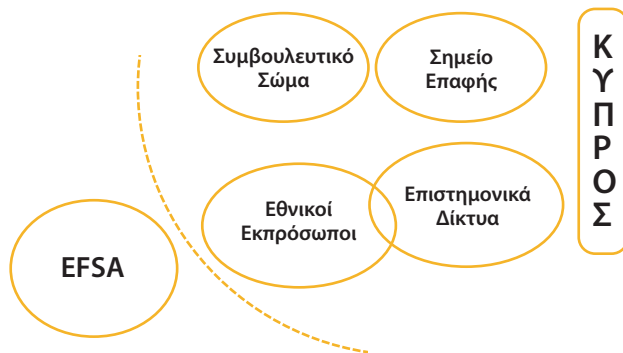 Συμβουλευτικό
Σώμα
Σημείο
Επαφής
Εθνικοί
Εκπρόσωποι
Επιστημονικά
Δίκτυα
EFSA
Κ
Υ
Π
Ρ
Ο
Σ